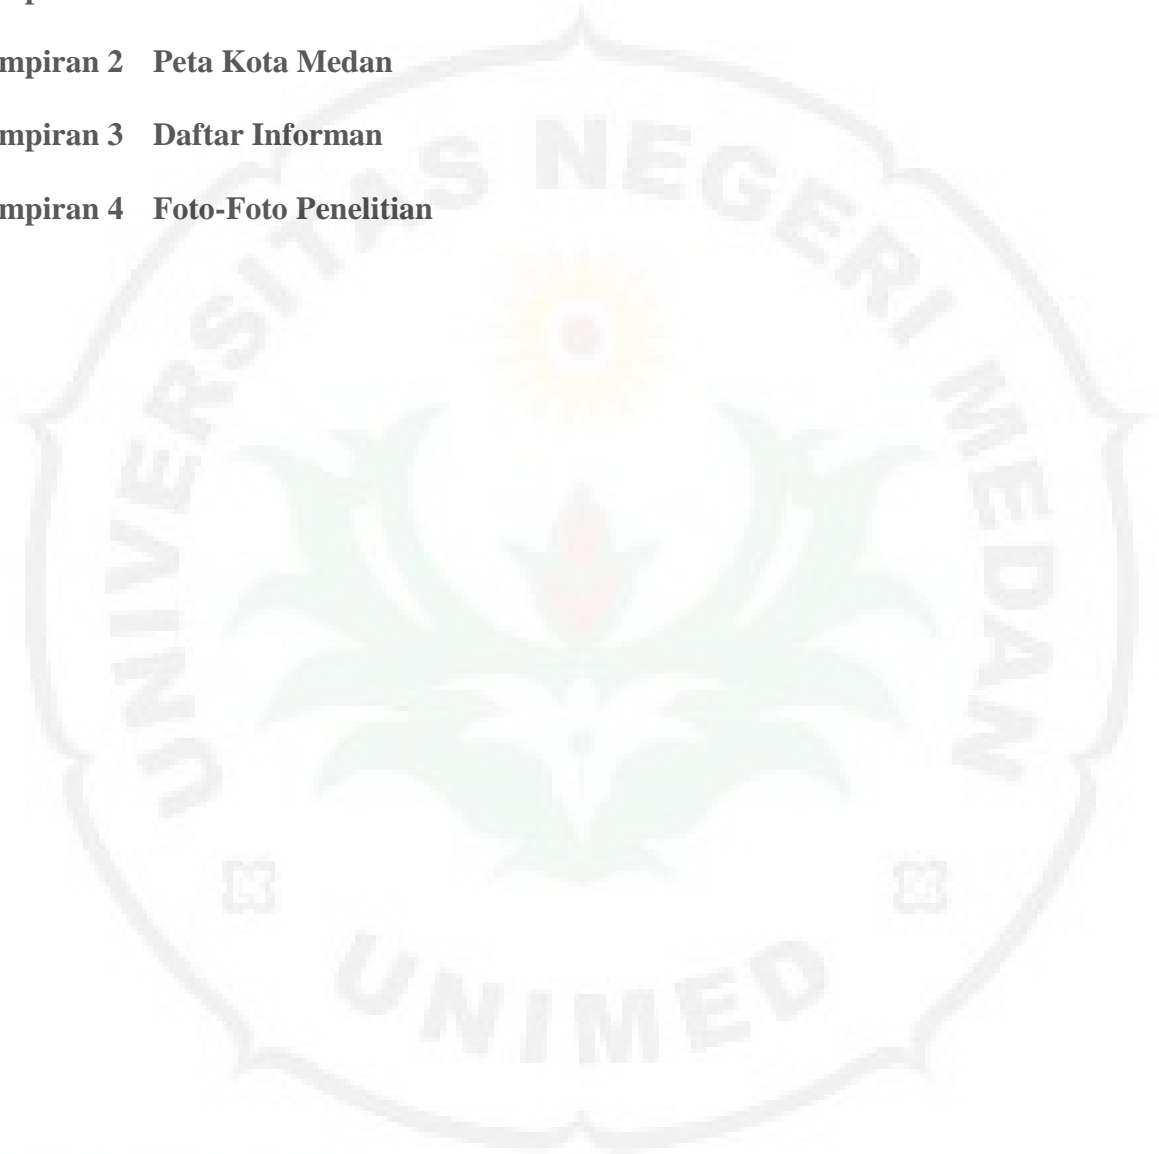 mpiran 2 Peta Kota Medan
mpiran 3 Daftar Informan
mpiran 4 Foto-Foto Penelitian
UNIVERSITAS NEGERI MEDAN
UNIMED